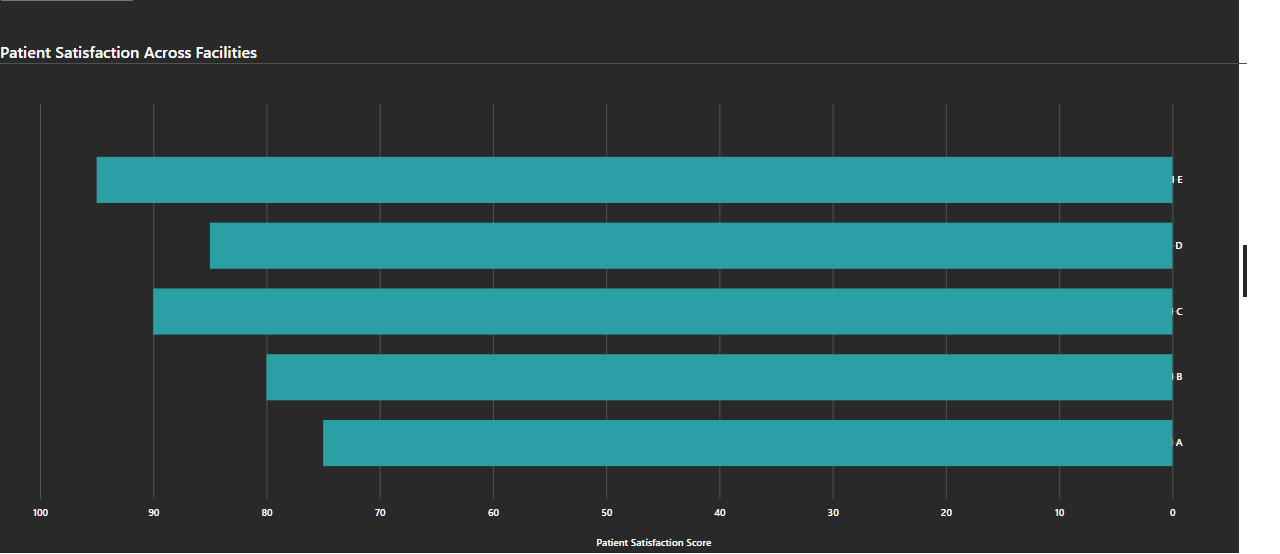 Patient Satisfaction Across Facilities
E
D
C
B
A
100 90 80 70 60 50 40 30 20 10 0
Patient Satisfaction Score